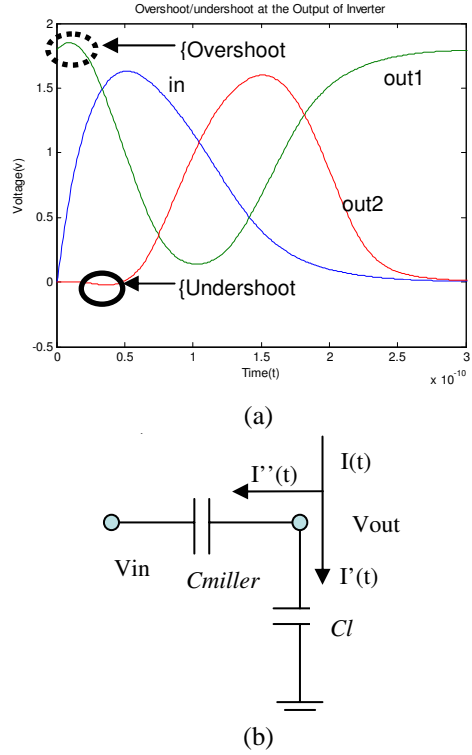 Overshoot/undershoot at the Output of Inverter
2
1.5
1
0.5
0
-0.5
Voltage(v)
{Overshoot
in
out1
out2
{Undershoot
0 0.5 1 1.5 2 2.5 3
Time(t)
x 10^-10
(a)
I(t)
I''(t)
Vout
Vin
Cmiller
I'(t)
Cl
(b)